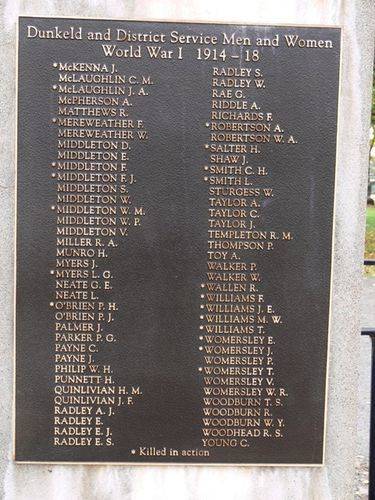 Dunkeld and District Service Men and Women
World War I 1914 – 18
*McKENNA J.
McLAUGHLIN C. M.
*McLAUGHLIN J. A.
McPHERSON A.
MATTHEWS R.
*MEREWEATHER F.
MEREWEATHER W.
MIDDLETON D.
MIDDLETON E.
*MIDDLETON F.
*MIDDLETON F. J.
MIDDLETON S.
MIDDLETON W.
*MIDDLETON W. M.
MIDDLETON W. P.
MIDDLETON V.
MILLER R. A.
MUNRO H.
MYERS J.
*MYERS L. G.
NEATE G. E.
NEATE L.
*O'BRIEN P. H.
O'BRIEN P. J.
PALMER J.
PARKER P. G.
PAYNE C.
PAYNE J.
PHILIP W. H.
PUNNETT H.
QUINLIVIAN H. M.
QUINLIVIAN J. F.
RADLEY A. J.
RADLEY E.
RADLEY E. J.
RADLEY E. S.
RADLEY S.
RADLEY W.
RAE G.
RIDDLE A.
RICHARDS F.
*ROBERTSON A.
ROBERTSON W. A.
*SALTER H.
SHAW J.
*SMITH C. H.
*SMITH L.
STURGESS W.
TAYLOR A.
TAYLOR C.
TAYLOR J.
TEMPLETON R. M.
THOMPSON P.
TOY A.
WALKER P.
WALKER W.
*WALLEN R.
*WILLIAMS F.
*WILLIAMS J. E.
*WILLIAMS M. W.
*WILLIAMS T.
*WOMERSLEY E.
*WOMERSLEY J.
WOMERSLEY P.
*WOMERSLEY T.
WOMERSLEY V.
WOMERSLEY W. R.
WOODBURN T. S.
WOODBURN R.
WOODBURN W. Y.
WOODHEAD R. S.
YOUNG C.
* Killed in action